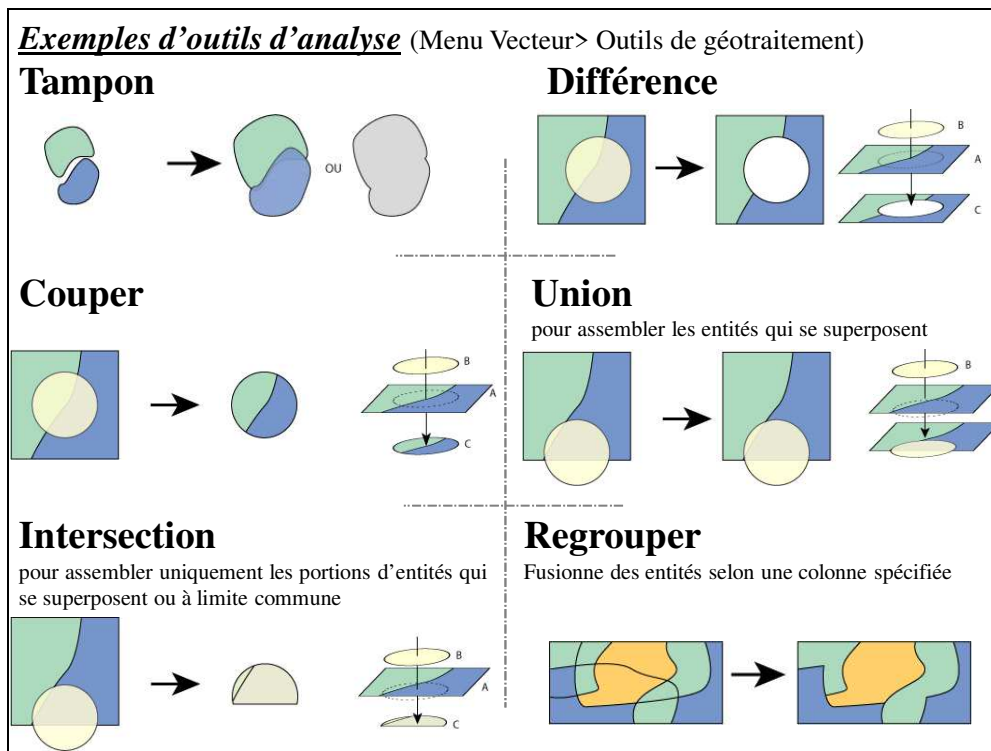 Exemples d’outils d’analyse (Menu Vecteur> Outils de géotraitement)
Tampon
OU
Différence
B
A
C
Couper
B
A
C
Union
pour assembler les entités qui se superposent
B
A
C
Intersection
pour assembler uniquement les portions d’entités qui
se superposent ou à limite commune
B
A
C
Regrouper
Fusionne des entités selon une colonne spécifiée